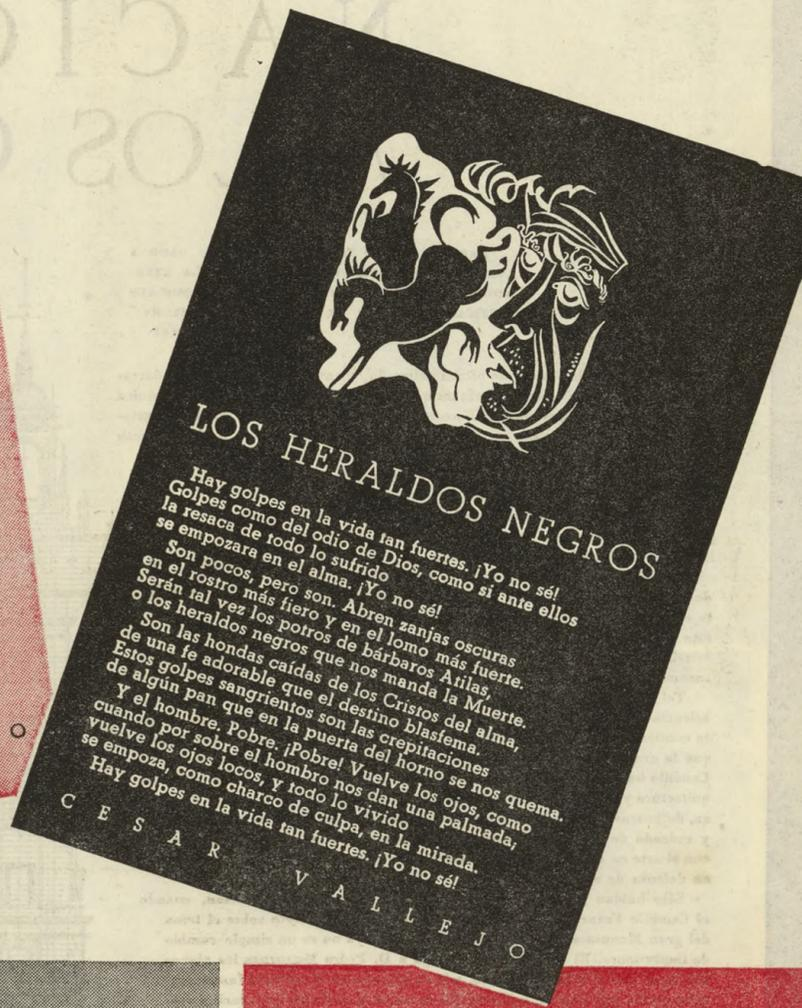 LOS HERALDOS NEGROS
Hay golpes en la vida tan fuertes. ¡Yo no sé!
Golpes como del odio de Dios, como si ante ellos
la resaca de todo lo sufrido
se empozara en el alma. ¡Yo no sé!
Son pocos, pero son. Abren zanjas oscuras
en el rostro más fiero y en el lomo más fuerte.
Serán tal vez los potros de bárbaros Atilas,
o los heraldos negros que nos manda la Muerte.
Son las hondas caídas de los Cristos del alma,
de una fe adorable que el destino blasfema.
Estos golpes sangrientos son las crepitaciones
de algún pan que en la puerta del horno se nos quema.
Y el hombre. Pobre. ¡Pobre! Vuelve los ojos, como
cuando por sobre el hombro nos dan una palmada;
vuelve los ojos locos, y todo lo vivido
se empoza, como charco de culpa, en la mirada.
Hay golpes en la vida tan fuertes. ¡Yo no sé!
CESAR VALLEJO
O